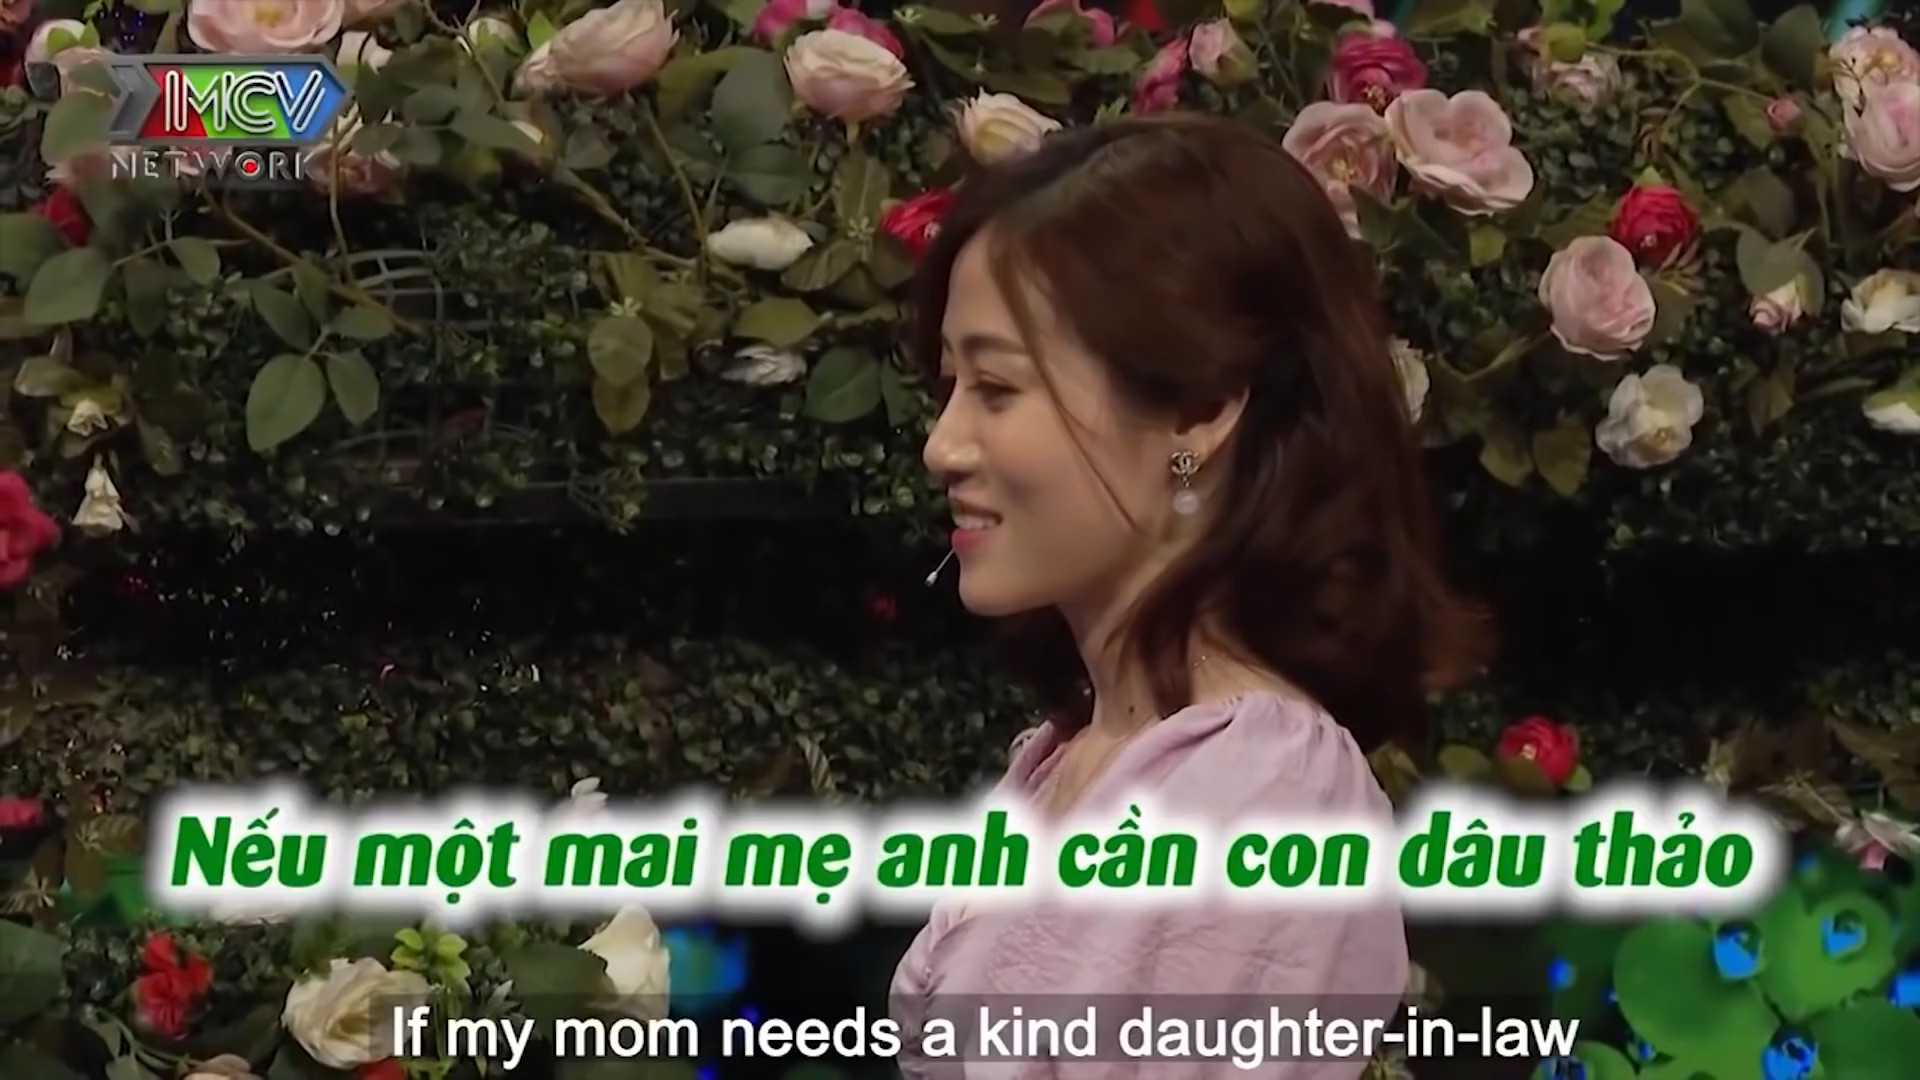 MCV
NETWORK
Nếu một mai mẹ anh cần con dâu thảo
If my mom needs a kind daughter-in-law